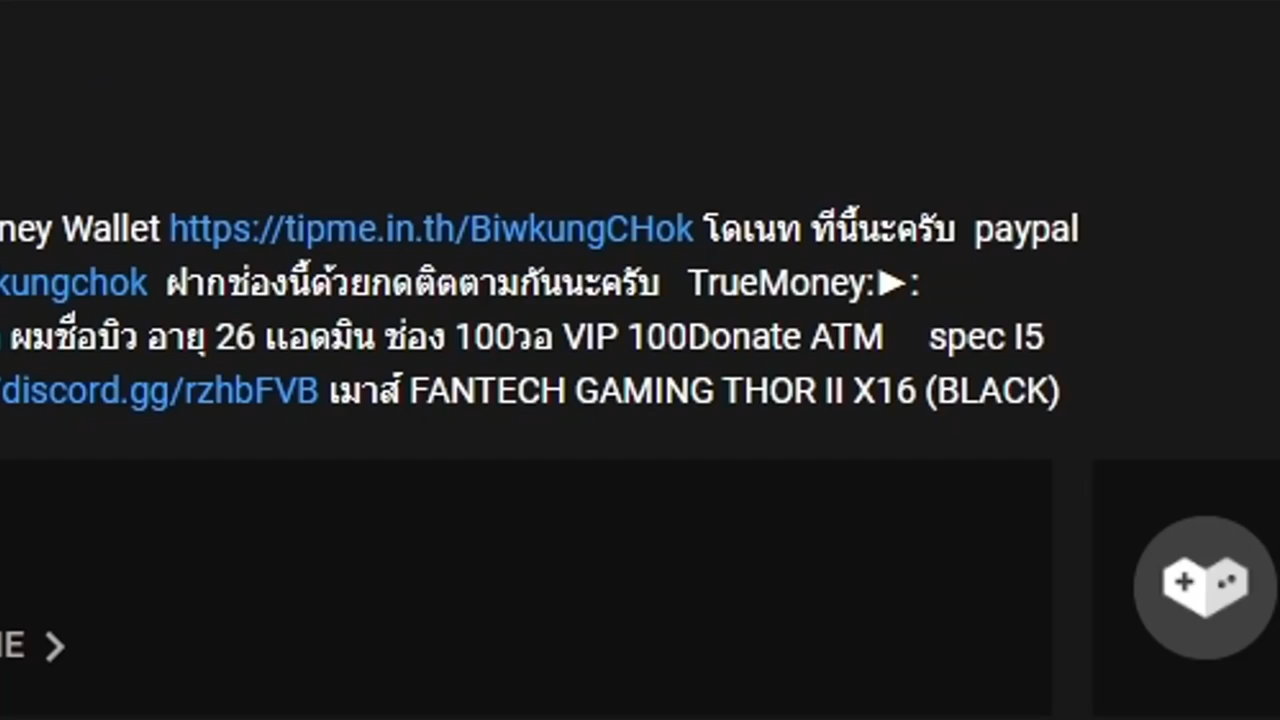 ney Wallet https://tipme.in.th/BiwkungCHok โดเนท ทีนี้นะครับ paypal
kungchok ฝากช่องนี้ด้วยกดติดตามกันนะครับ TrueMoney:►:
ผมชื่อบิว อายุ 26 แอดมิน ช่อง 100วอ VIP 100Donate ATM spec I5
/discord.gg/rzhbFVB เมาส์ FANTECH GAMING THOR II X16 (BLACK)